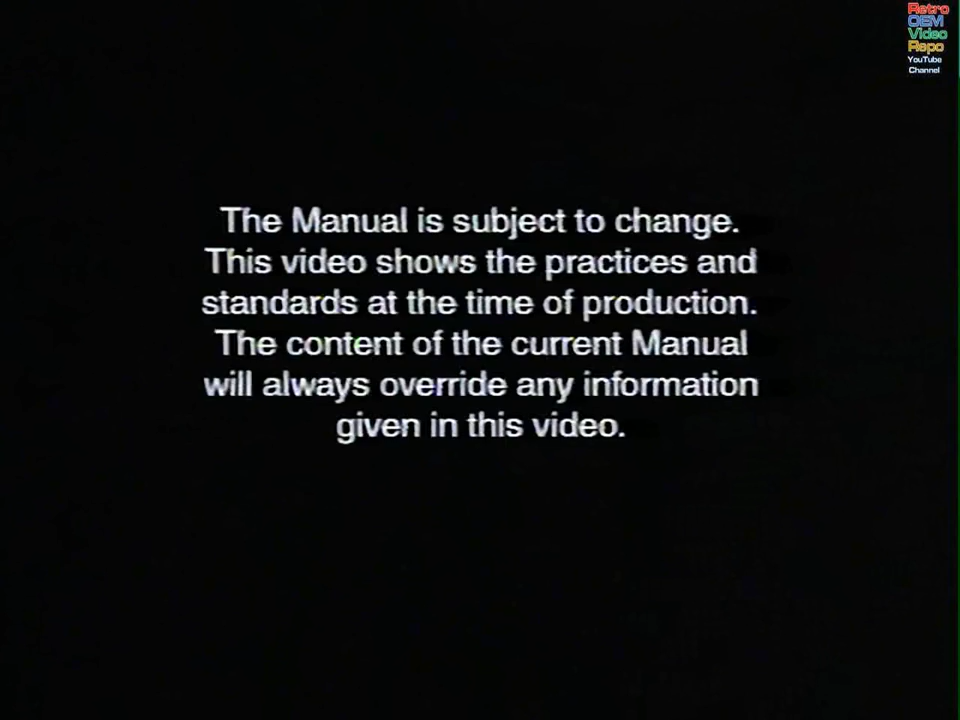 Retro
OEM
Video
Repo
YouTube
Channel
The Manual is subject to change.
This video shows the practices and
standards at the time of production.
The content of the current Manual
will always override any information
given in this video.